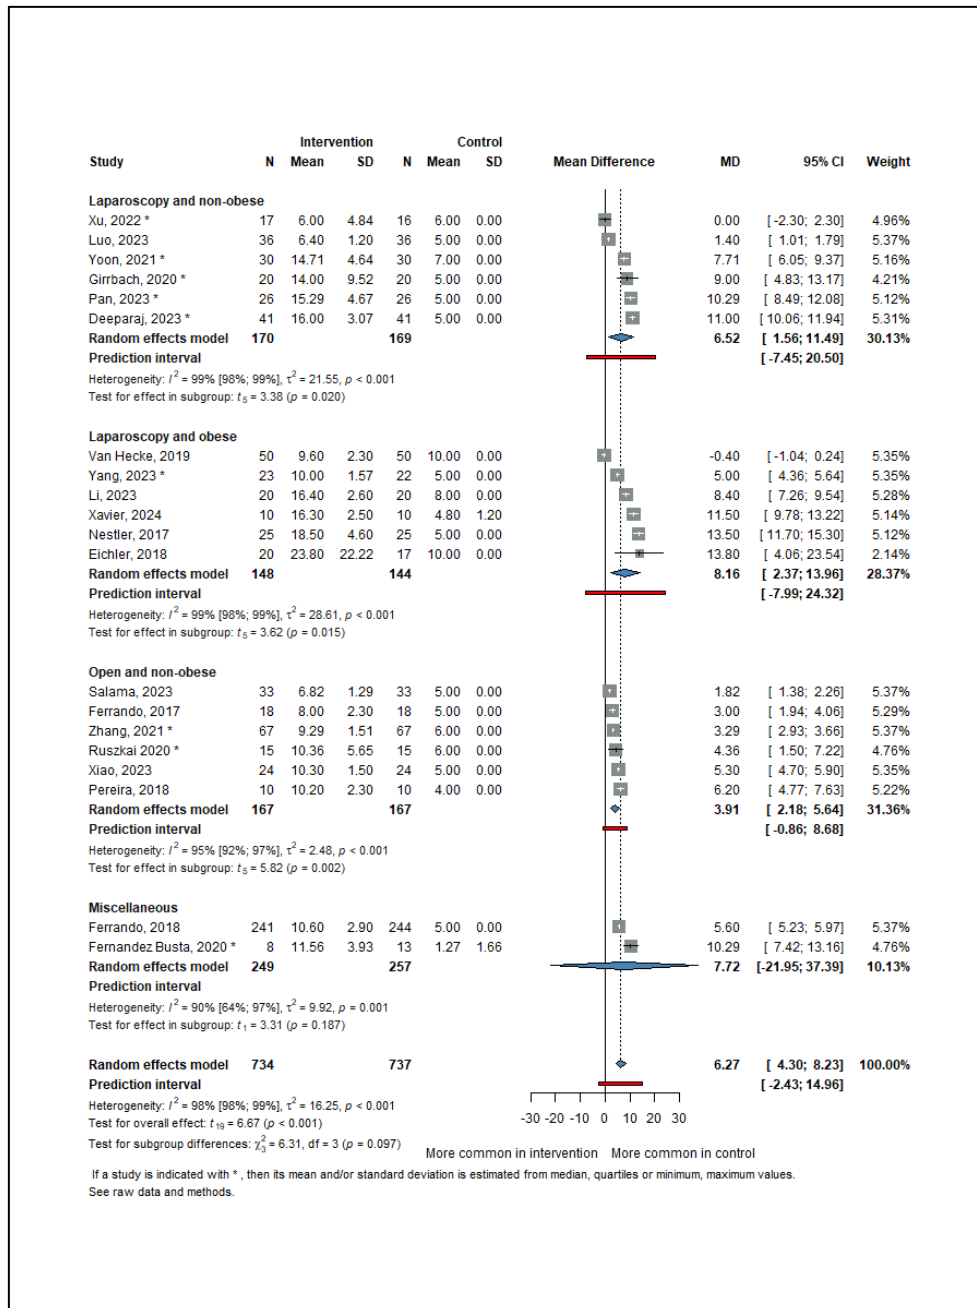 Intervention Control
Study N Mean SD N Mean SD Mean Difference MD 95% CI Weight
Laparoscopy and non-obese
Xu, 2022 * 17 6.00 4.84 16 6.00 0.00 0.00 [-2.30; 2.30] 4.96%
Luo, 2023 36 6.40 1.20 36 5.00 0.00 1.40 [ 1.01; 1.79] 5.37%
Yoon, 2021 * 30 14.71 4.64 30 7.00 0.00 7.71 [ 6.05; 9.37] 5.16%
Girrbach, 2020 * 20 14.00 9.52 20 5.00 0.00 9.00 [ 4.83; 13.17] 4.21%
Pan, 2023 * 26 15.29 4.67 26 5.00 0.00 10.29 [ 8.49; 12.08] 5.12%
Deeparaj, 2023 * 41 16.00 3.07 41 5.00 0.00 11.00 [10.06; 11.94] 5.31%
Random effects model 170 169 6.52 [ 1.56; 11.49] 30.13%
Prediction interval [-7.45; 20.50]
Heterogeneity: I² = 99% [98%; 99%], τ² = 21.55, p < 0.001
Test for effect in subgroup: t₅ = 3.38 (p = 0.020)
Laparoscopy and obese
Van Hecke, 2019 50 9.60 2.30 50 10.00 0.00 -0.40 [-1.04; 0.24] 5.35%
Yang, 2023 * 23 10.00 1.57 22 5.00 0.00 5.00 [ 4.36; 5.64] 5.35%
Li, 2023 20 16.40 2.60 20 8.00 0.00 8.40 [ 7.26; 9.54] 5.28%
Xavier, 2024 10 16.30 2.50 10 4.80 1.20 11.50 [ 9.78; 13.22] 5.14%
Nestler, 2017 25 18.50 4.60 25 5.00 0.00 13.50 [11.70; 15.30] 5.12%
Eichler, 2018 20 23.80 22.22 17 10.00 0.00 13.80 [ 4.06; 23.54] 2.14%
Random effects model 148 144 8.16 [ 2.37; 13.96] 28.37%
Prediction interval [-7.99; 24.32]
Heterogeneity: I² = 99% [98%; 99%], τ² = 28.61, p < 0.001
Test for effect in subgroup: t₅ = 3.62 (p = 0.015)
Open and non-obese
Salama, 2023 33 6.82 1.29 33 5.00 0.00 1.82 [ 1.38; 2.26] 5.37%
Ferrando, 2017 18 8.00 2.30 18 5.00 0.00 3.00 [ 1.94; 4.06] 5.29%
Zhang, 2021 * 67 9.29 1.51 67 6.00 0.00 3.29 [ 2.93; 3.66] 5.37%
Ruszkai 2020 * 15 10.36 5.65 15 6.00 0.00 4.36 [ 1.50; 7.22] 4.76%
Xiao, 2023 24 10.30 1.50 24 5.00 0.00 5.30 [ 4.70; 5.90] 5.35%
Pereira, 2018 10 10.20 2.30 10 4.00 0.00 6.20 [ 4.77; 7.63] 5.22%
Random effects model 167 167 3.91 [ 2.18; 5.64] 31.36%
Prediction interval [-0.86; 8.68]
Heterogeneity: I² = 95% [92%; 97%], τ² = 2.48, p < 0.001
Test for effect in subgroup: t₅ = 5.82 (p = 0.002)
Miscellaneous
Ferrando, 2018 241 10.60 2.90 244 5.00 0.00 5.60 [ 5.23; 5.97] 5.37%
Fernandez Busta, 2020 * 8 11.56 3.93 13 1.27 1.66 10.29 [ 7.42; 13.16] 4.76%
Random effects model 249 257 7.72 [-21.95; 37.39] 10.13%
Prediction interval
Heterogeneity: I² = 90% [64%; 97%], τ² = 9.92, p = 0.001
Test for effect in subgroup: t₁ = 3.31 (p = 0.187)
Random effects model 734 737 6.27 [ 4.30; 8.23] 100.00%
Prediction interval [-2.43; 14.96]
Heterogeneity: I² = 98% [98%; 99%], τ² = 16.25, p < 0.001
Test for overall effect: t₁₉ = 6.67 (p < 0.001)
-30 -20 -10 0 10 20 30
Test for subgroup differences: χ²₃ = 6.31, df = 3 (p = 0.097)
More common in intervention More common in control
If a study is indicated with * , then its mean and/or standard deviation is estimated from median, quartiles or minimum, maximum values.
See raw data and methods.